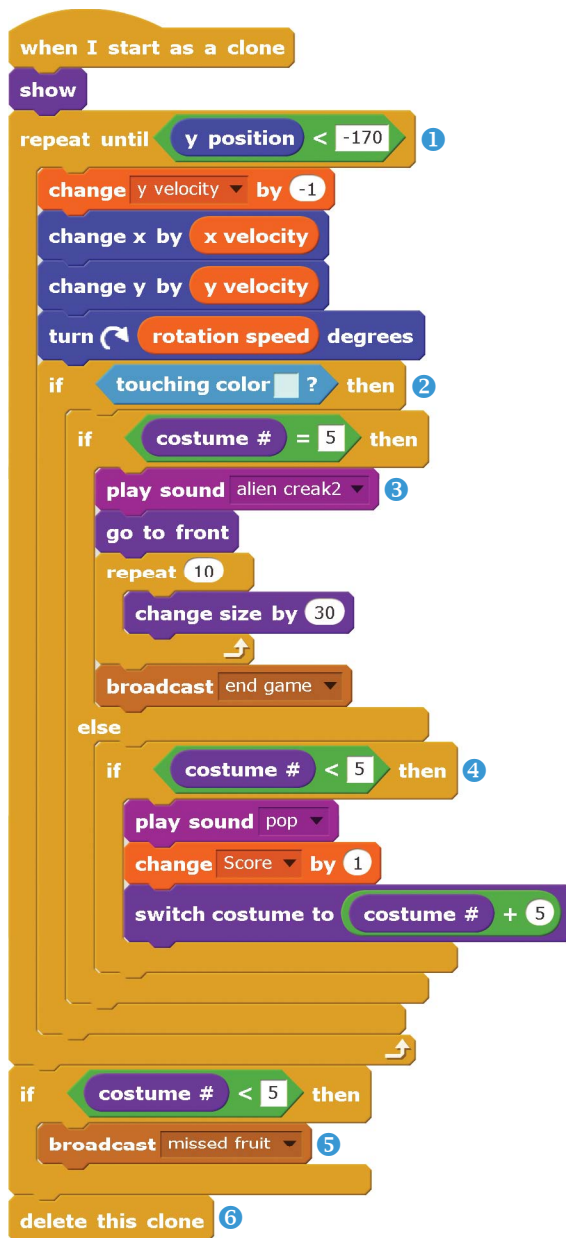 when I start as a clone
show
repeat until y position < -170 1
change y velocity by -1
change x by x velocity
change y by y velocity
turn rotation speed degrees
if touching color ? then 2
if costume # = 5 then
play sound alien creak2 3
go to front
repeat 10
change size by 30
broadcast end game
else
if costume # < 5 then 4
play sound pop
change Score by 1
switch costume to costume # + 5
if costume # < 5 then
broadcast missed fruit 5
delete this clone 6